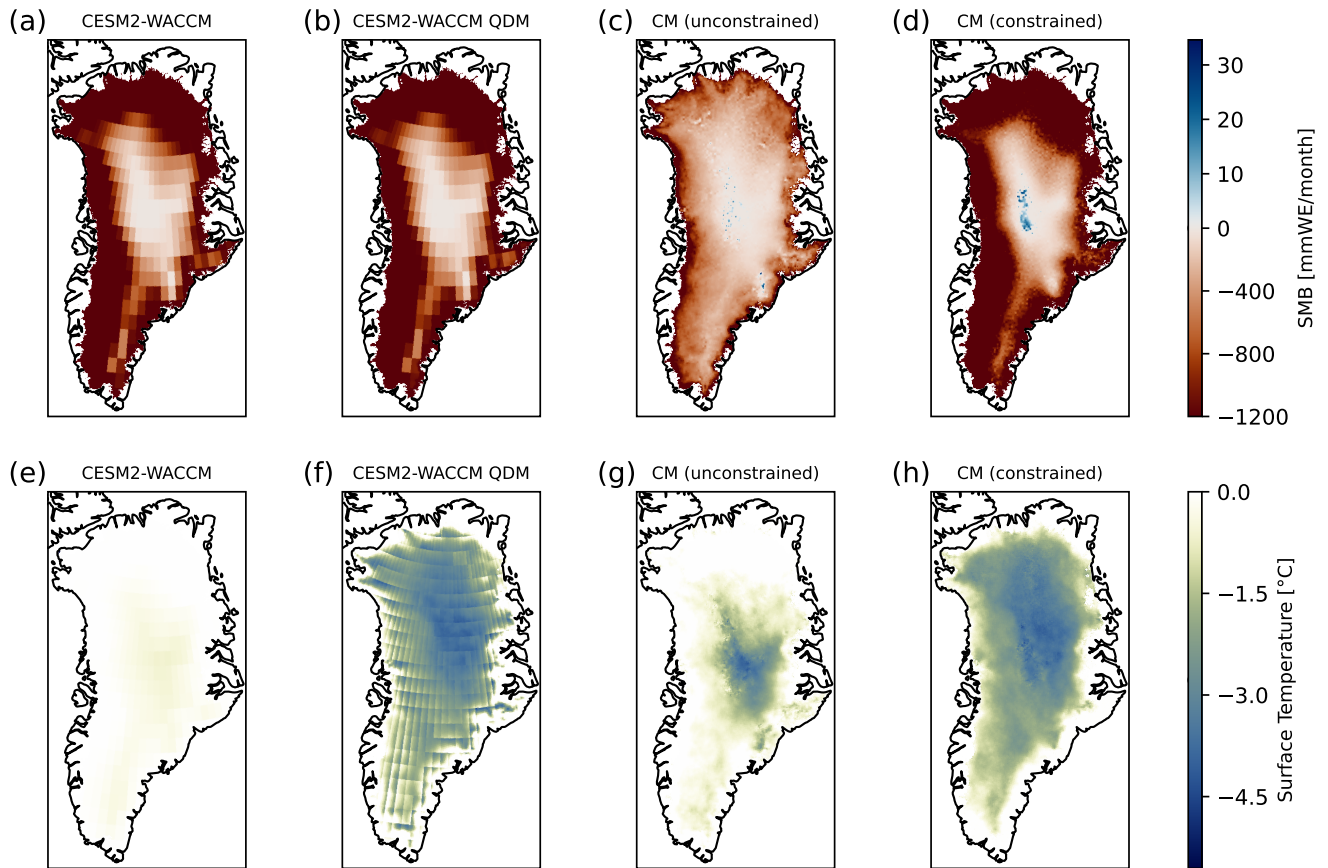 (a) CESM2-WACCM
(b) CESM2-WACCM QDM
(c) CM (unconstrained)
(d) CM (constrained)
30
20
10
0
−400
−800
−1200
SMB [mmWE/month]
(e) CESM2-WACCM
(f) CESM2-WACCM QDM
(g) CM (unconstrained)
(h) CM (constrained)
0.0
−1.5
−3.0
−4.5
Surface Temperature [°C]